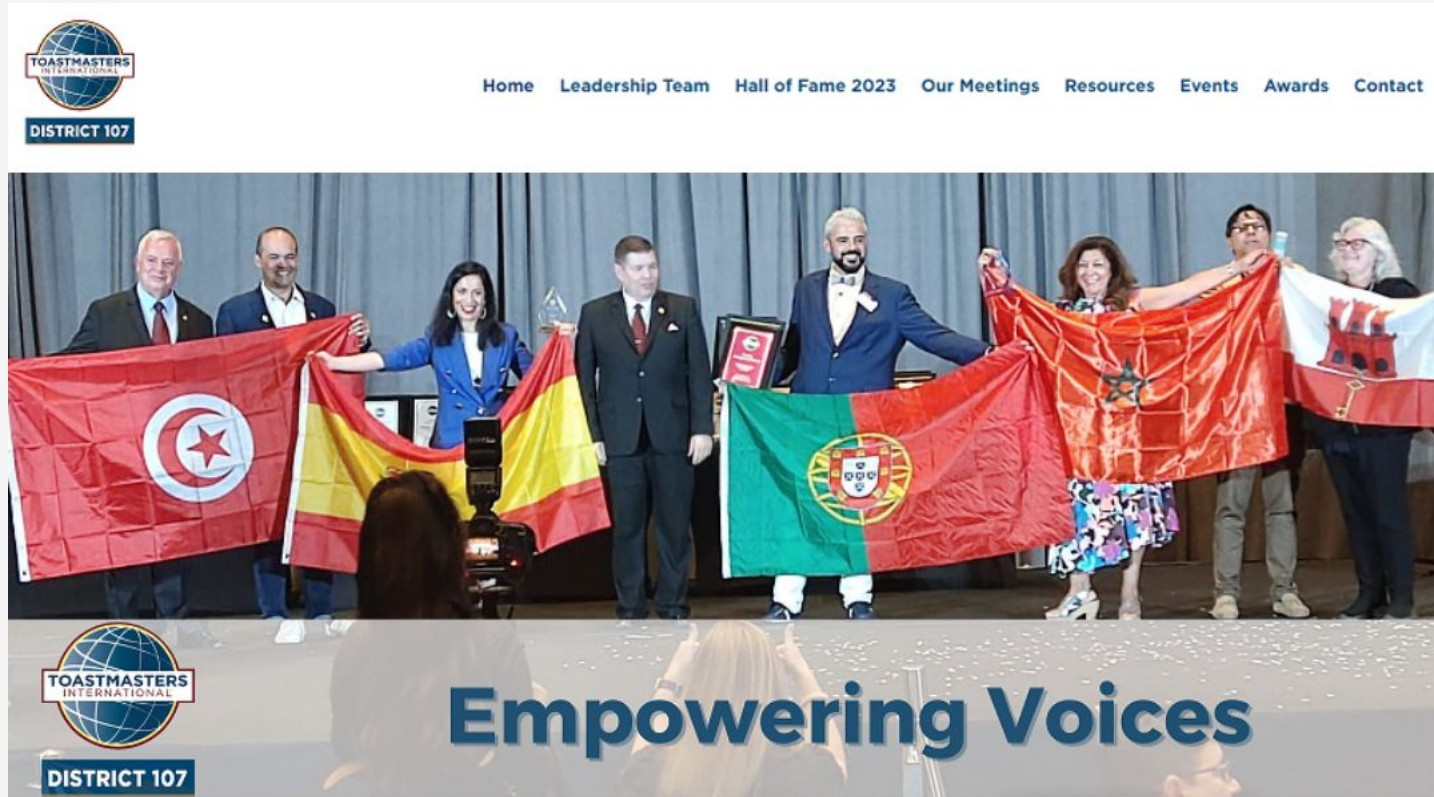 TOASTMASTERS
INTERNATIONAL
DISTRICT 107
Home Leadership Team Hall of Fame 2023 Our Meetings Resources Events Awards Contact
TOASTMASTERS
INTERNATIONAL
DISTRICT 107
Empowering Voices